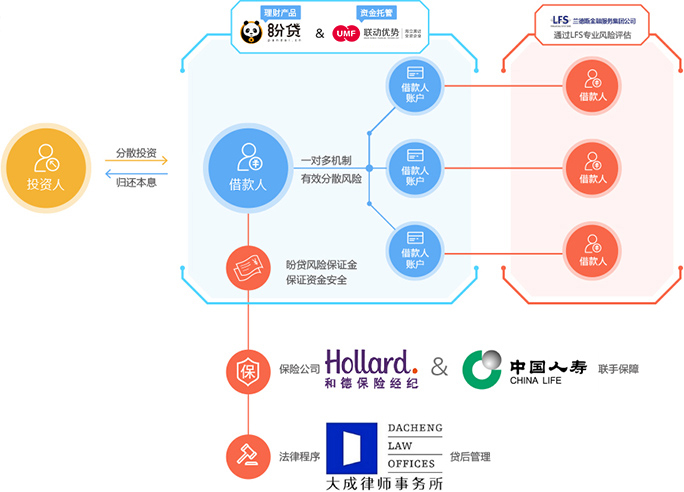 理财产品
资金托管
盼贷
&
UMF
联动优势
LFS
兰德斯金融服务集团公司
通过LFS专业风险评估
投资人
分散投资
归还本息
借款人
一对多机制
有效分散风险
借款人
账户
借款人
账户
借款人
账户
借款人
借款人
借款人
盼贷风险保证金
保证资金安全
保
保险公司
Hollard.
和德保险经纪
&
中国人寿
CHINA LIFE
联手保障
法律程序
DACHENG
LAW
OFFICES
大成律师事务所
贷后管理